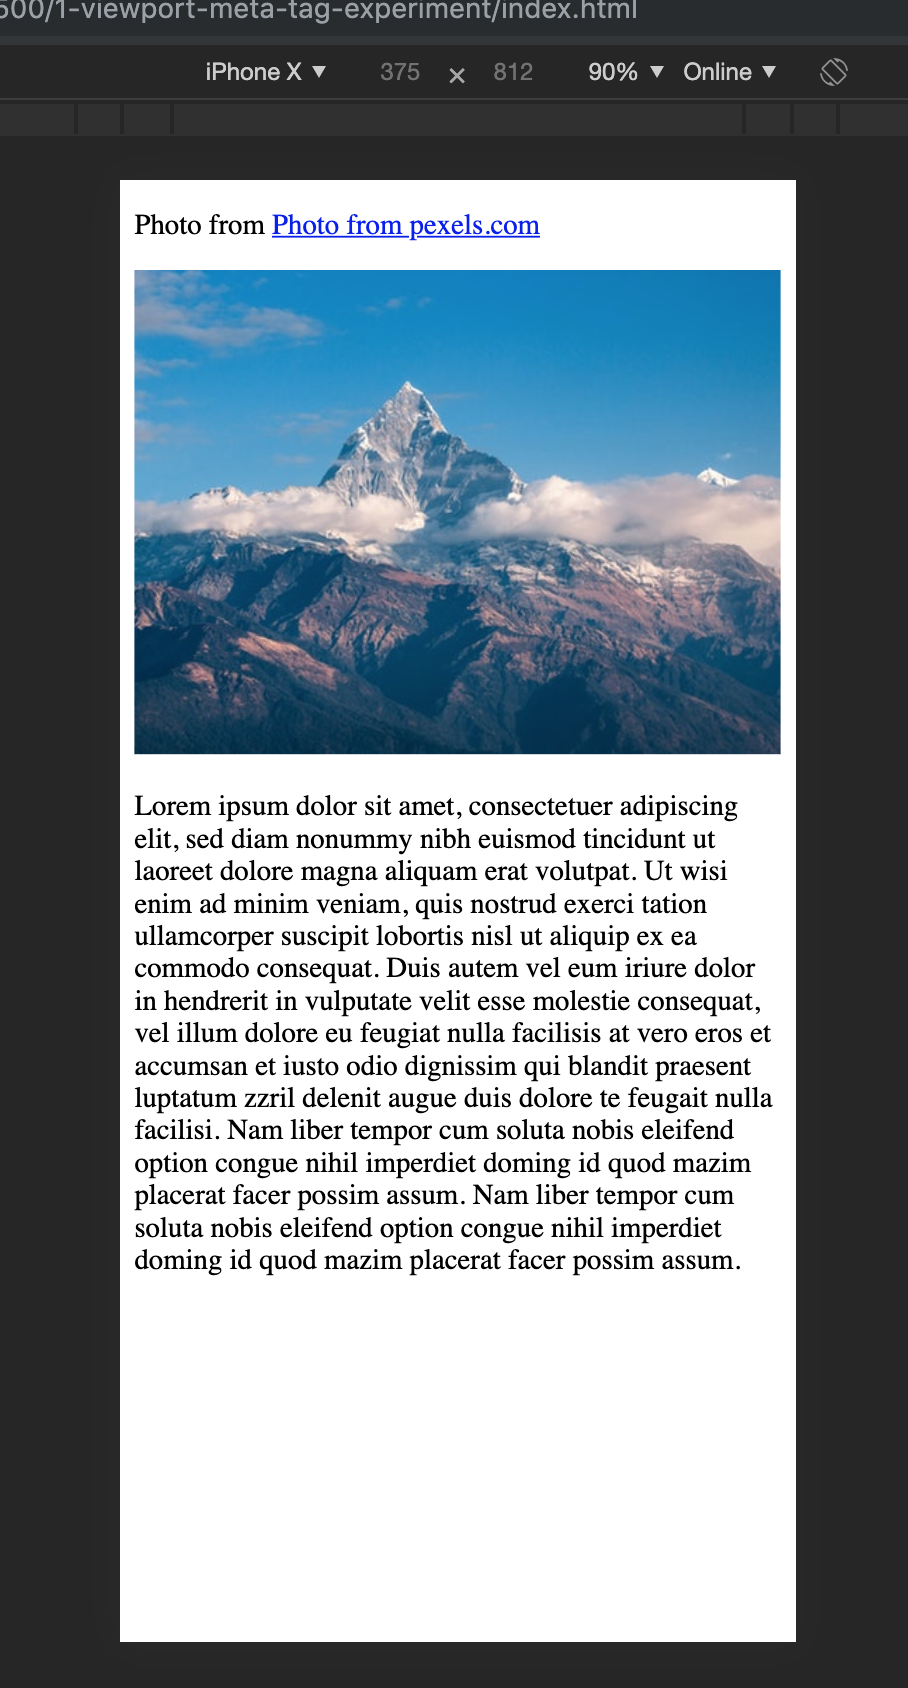 500/1-viewport-meta-tag-experiment/index.html
iPhone X ▼ 375 × 812 90% ▼ Online ▼
Photo from Photo from pexels.com
Lorem ipsum dolor sit amet, consectetuer adipiscing
elit, sed diam nonummy nibh euismod tincidunt ut
laoreet dolore magna aliquam erat volutpat. Ut wisi
enim ad minim veniam, quis nostrud exerci tation
ullamcorper suscipit lobortis nisl ut aliquip ex ea
commodo consequat. Duis autem vel eum iriure dolor
in hendrerit in vulputate velit esse molestie consequat,
vel illum dolore eu feugiat nulla facilisis at vero eros et
accumsan et iusto odio dignissim qui blandit praesent
luptatum zzril delenit augue duis dolore te feugait nulla
facilisi. Nam liber tempor cum soluta nobis eleifend
option congue nihil imperdiet doming id quod mazim
placerat facer possim assum. Nam liber tempor cum
soluta nobis eleifend option congue nihil imperdiet
doming id quod mazim placerat facer possim assum.